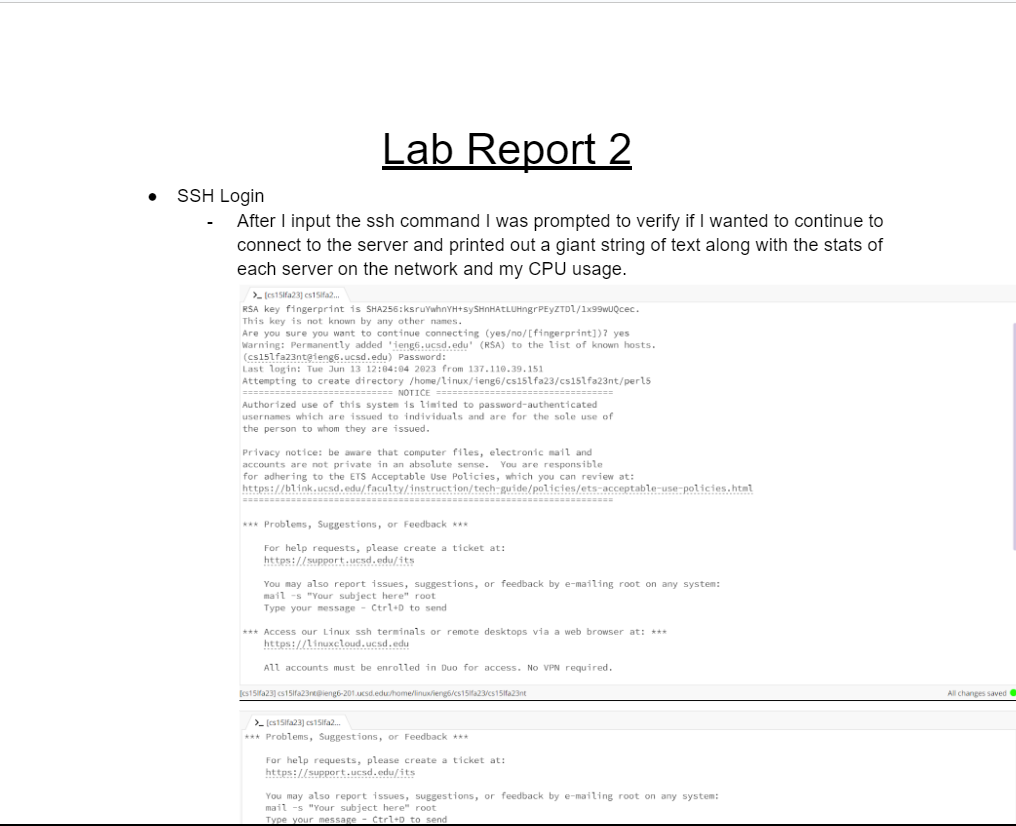 Lab Report 2
● SSH Login
- After I input the ssh command I was prompted to verify if I wanted to continue to
connect to the server and printed out a giant string of text along with the stats of
each server on the network and my CPU usage.
>_ [cs15lfa23] cs15lfa2...
RSA key fingerprint is SHA256:ksruYwhnYH+sySHnHAtLUHngrPEyZTDl/1x99wUQcec.
This key is not known by any other names.
Are you sure you want to continue connecting (yes/no/[fingerprint])? yes
Warning: Permanently added 'ieng6.ucsd.edu' (RSA) to the list of known hosts.
(cs15lfa23nt@ieng6.ucsd.edu) Password:
Last login: Tue Jun 13 12:04:04 2023 from 137.110.39.151
Attempting to create directory /home/linux/ieng6/cs15lfa23/cs15lfa23nt/perl5
============================ NOTICE =================================
Authorized use of this system is limited to password-authenticated
usernames which are issued to individuals and are for the sole use of
the person to whom they are issued.
Privacy notice: be aware that computer files, electronic mail and
accounts are not private in an absolute sense.  You are responsible
for adhering to the ETS Acceptable Use Policies, which you can review at:
https://blink.ucsd.edu/faculty/instruction/tech-guide/policies/ets-acceptable-use-policies.html
=====================================================================
*** Problems, Suggestions, or Feedback ***
For help requests, please create a ticket at:
https://support.ucsd.edu/its
You may also report issues, suggestions, or feedback by e-mailing root on any system:
mail -s "Your subject here" root
Type your message - Ctrl+D to send
*** Access our Linux ssh terminals or remote desktops via a web browser at: ***
https://linuxcloud.ucsd.edu
All accounts must be enrolled in Duo for access. No VPN required.
[cs15lfa23] cs15lfa23nt@ieng6-201.ucsd.edu:/home/linux/ieng6/cs15lfa23/cs15lfa23nt All changes saved
>_ [cs15lfa23] cs15lfa2...
*** Problems, Suggestions, or Feedback ***
For help requests, please create a ticket at:
https://support.ucsd.edu/its
You may also report issues, suggestions, or feedback by e-mailing root on any system:
mail -s "Your subject here" root
Type your message - Ctrl+D to send